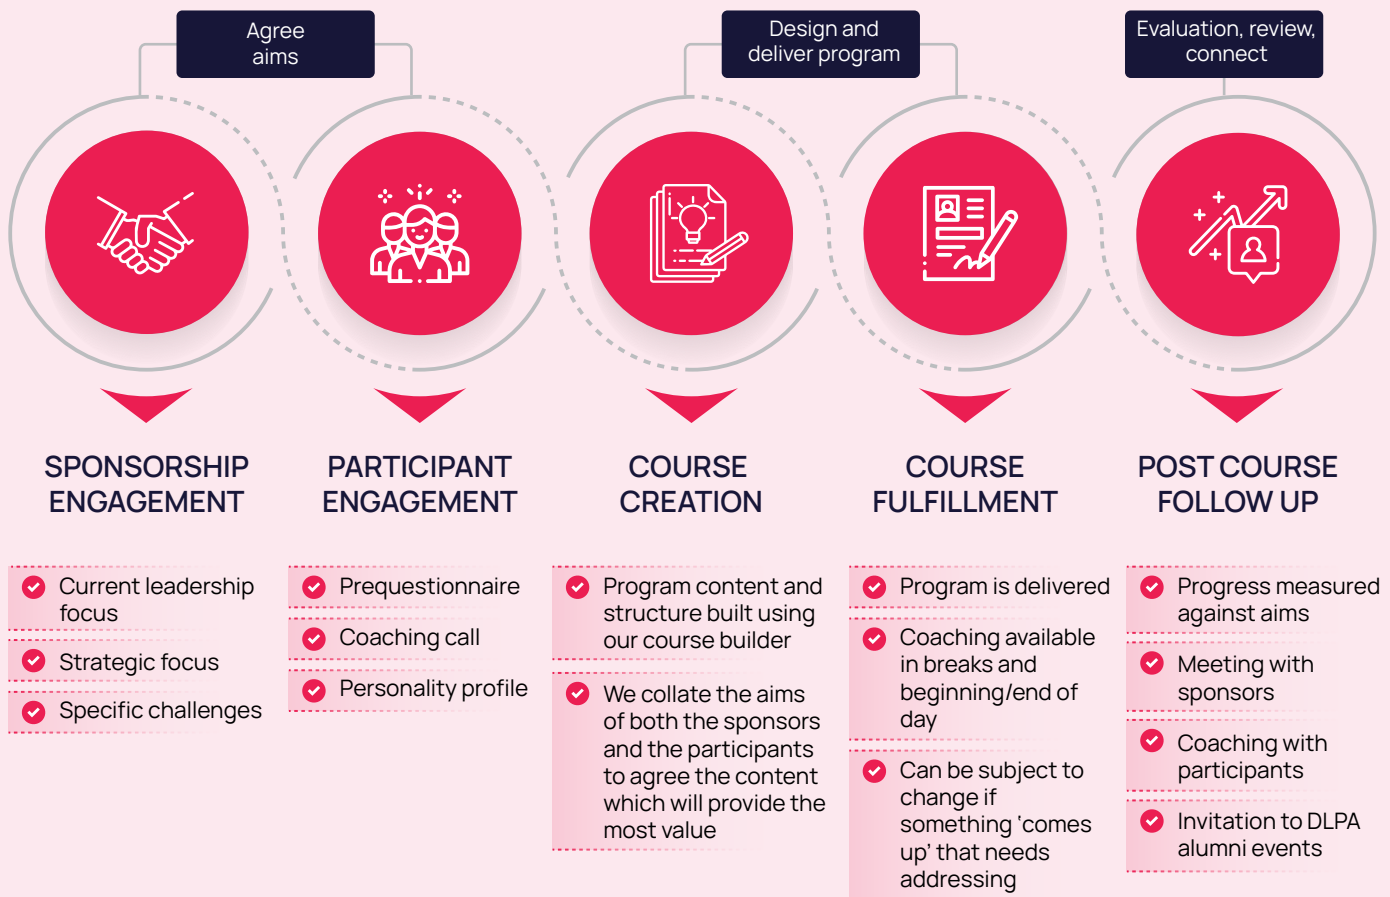 Agree
aims
Design and
deliver program
Evaluation, review,
connect
SPONSORSHIP
ENGAGEMENT
Current leadership
focus
Strategic focus
Specific challenges
PARTICIPANT
ENGAGEMENT
Prequestionnaire
Coaching call
Personality profile
COURSE
CREATION
Program content and
structure built using
our course builder
We collate the aims
of both the sponsors
and the participants
to agree the content
which will provide the
most value
COURSE
FULFILLMENT
Program is delivered
Coaching available
in breaks and
beginning/end of
day
Can be subject to
change if
something ‘comes
up’ that needs
addressing
POST COURSE
FOLLOW UP
Progress measured
against aims
Meeting with
sponsors
Coaching with
participants
Invitation to DLPA
alumni events